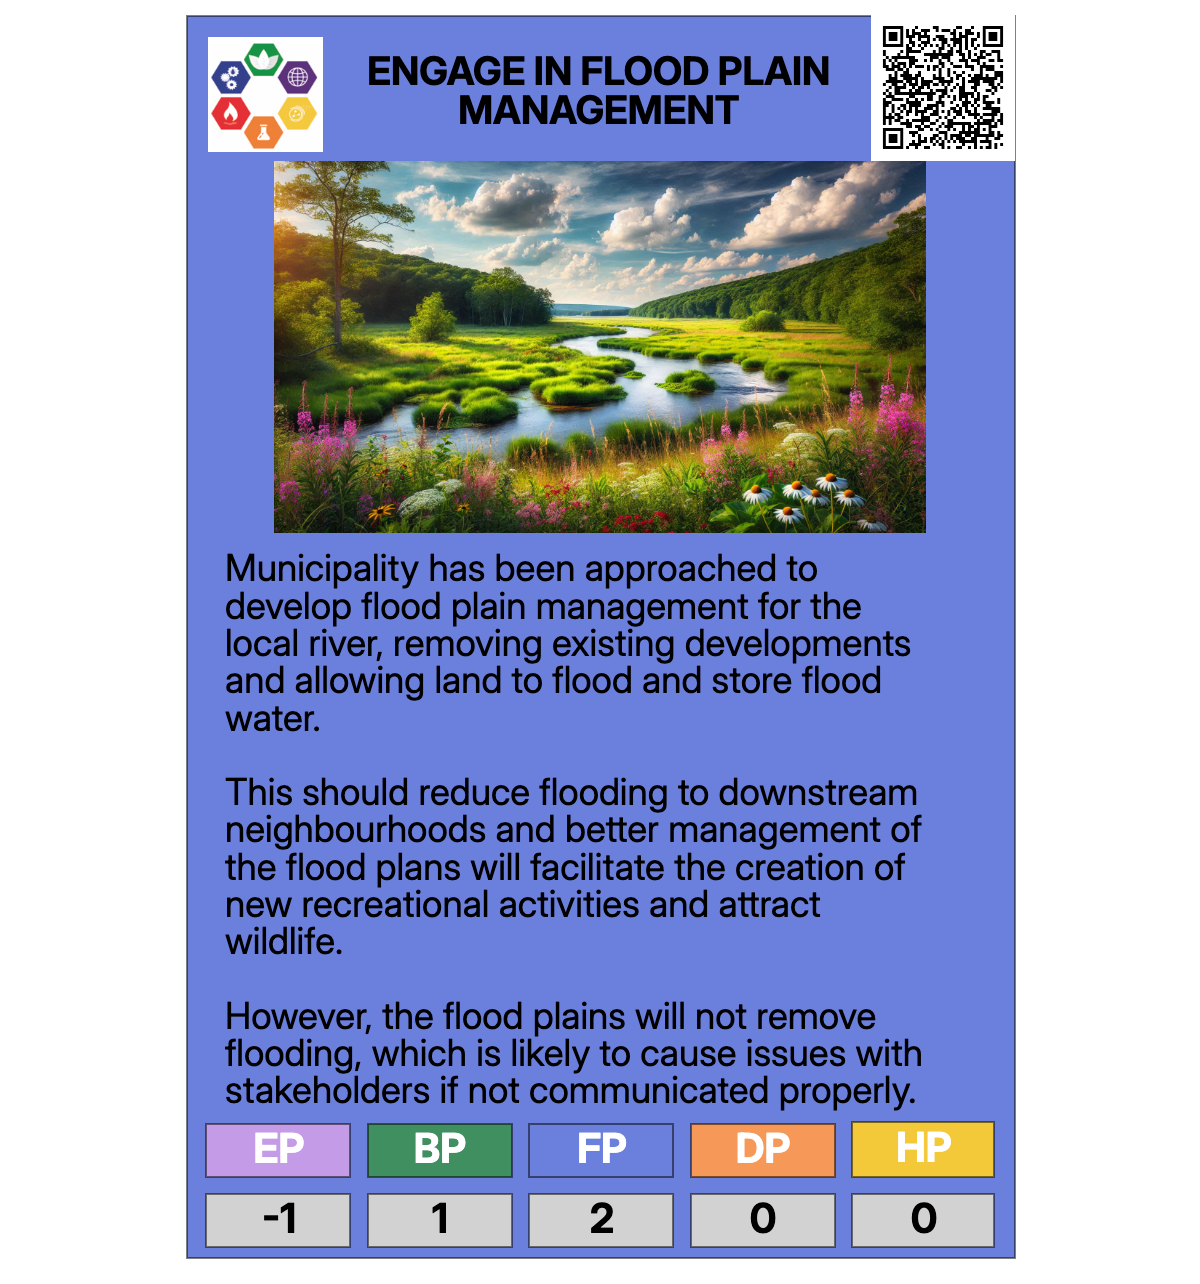 ENGAGE IN FLOOD PLAIN
MANAGEMENT
Municipality has been approached to
develop flood plain management for the
local river, removing existing developments
and allowing land to flood and store flood
water.
This should reduce flooding to downstream
neighbourhoods and better management of
the flood plans will facilitate the creation of
new recreational activities and attract
wildlife.
However, the flood plains will not remove
flooding, which is likely to cause issues with
stakeholders if not communicated properly.
EP BP FP DP HP
-1 1 2 0 0